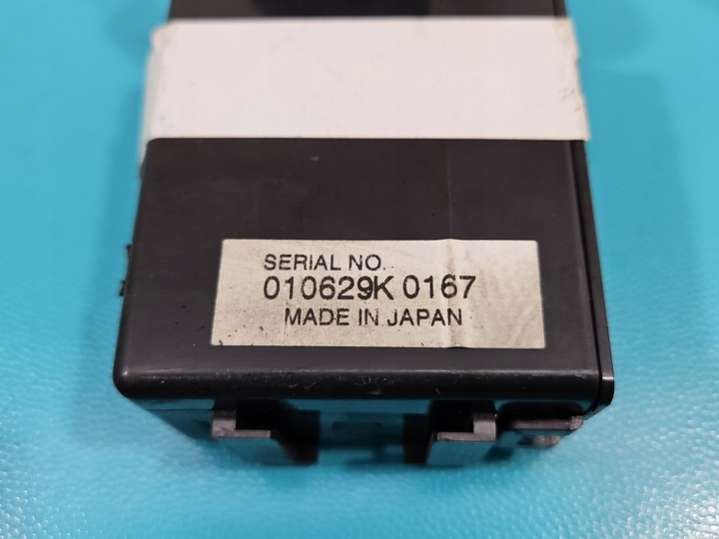 SERIAL NO.
010629K 0167
MADE IN JAPAN